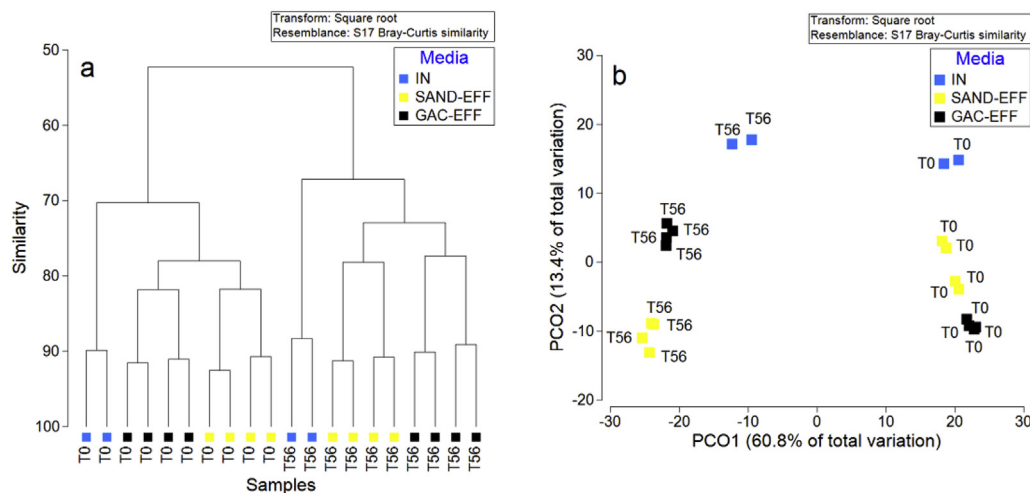 Transform: Square root
Resemblance: S17 Bray-Curtis similarity
a
Media
IN
SAND-EFF
GAC-EFF
50
60
70
80
90
100
Similarity
T0 T0 T0 T0 T0 T0 T0 T0 T0 T0 T56 T56 T56 T56 T56 T56 T56 T56 T56 T56
Samples
Transform: Square root
Resemblance: S17 Bray-Curtis similarity
b
Media
IN
SAND-EFF
GAC-EFF
30
20
10
0
-10
-20
PCO2 (13.4% of total variation)
T56 T56
T0
T0
T56
T56
T56
T56
T0
T0
T0
T0
T56
T56
T56
T56
T0
T0
T0
T0
-30 -20 -10 0 10 20 30
PCO1 (60.8% of total variation)